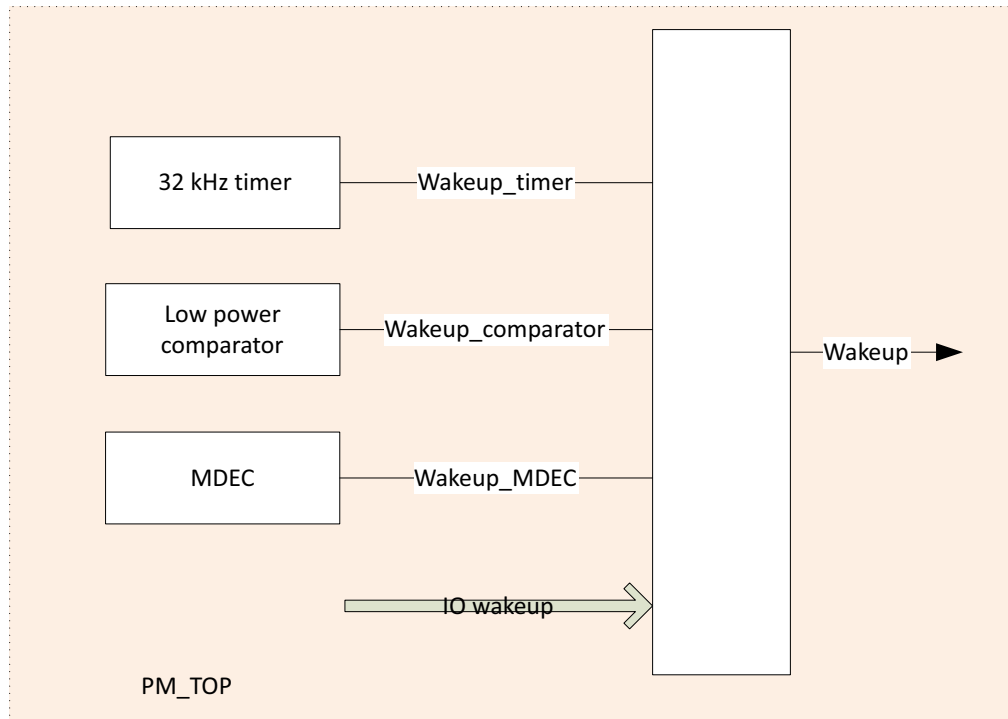 32 kHz timer
Wakeup_timer
Low power
comparator
Wakeup_comparator
Wakeup
MDEC
Wakeup_MDEC
IO wakeup
PM_TOP